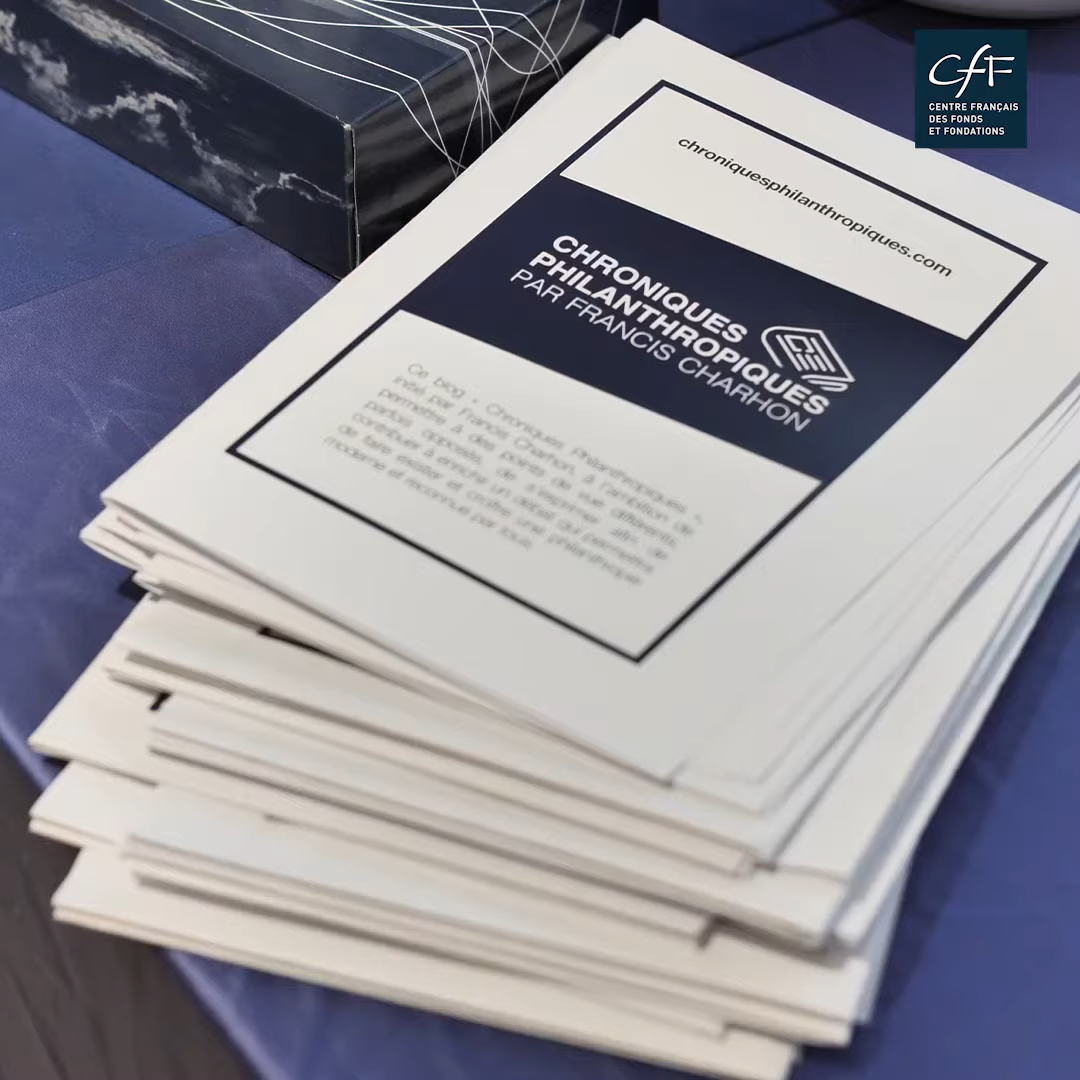 CfF
CENTRE FRANÇAIS
DES FONDS
ET FONDATIONS
chroniquesphilanthropiques.com
CHRONIQUES
PHILANTHROPIQUES
PAR FRANCIS CHARHON
Ce blog « Chroniques Philanthropiques »,
initié par Francis Charhon, a l'ambition de
permettre à des points de vue différents,
parfois opposés, de s'exprimer afin de
contribuer à enrichir un débat qui permettra
de faire exister et croître une philanthropie
moderne et reconnue par tous.